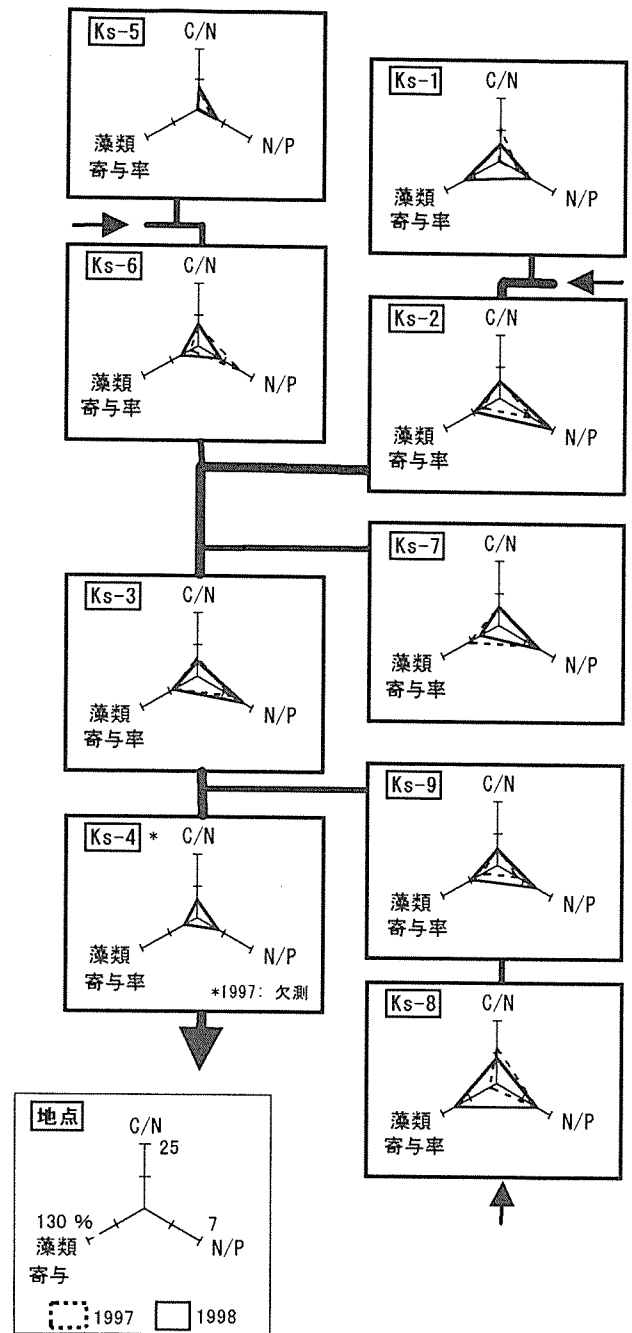 Ks-5
C/N
藻類
寄与率
N/P
Ks-1
C/N
藻類
寄与率
N/P
Ks-6
C/N
藻類
寄与率
N/P
Ks-2
C/N
藻類
寄与率
N/P
Ks-7
C/N
藻類
寄与率
N/P
Ks-3
C/N
藻類
寄与率
N/P
Ks-9
C/N
藻類
寄与率
N/P
Ks-4 *
C/N
藻類
寄与率
N/P
*1997: 欠測
Ks-8
C/N
藻類
寄与率
N/P
地点
C/N
25
130 %
藻類
寄与
7
N/P
1997 1998